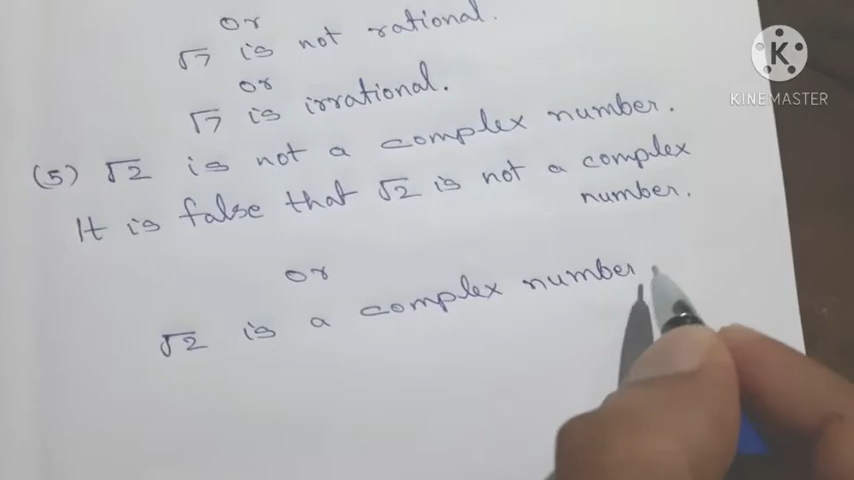 or
√7 is not rational.
or
√7 is irrational.
(5) √2 is not a complex number.
It is false that √2 is not a complex
number.
or
√2 is a complex number
KINEMASTER